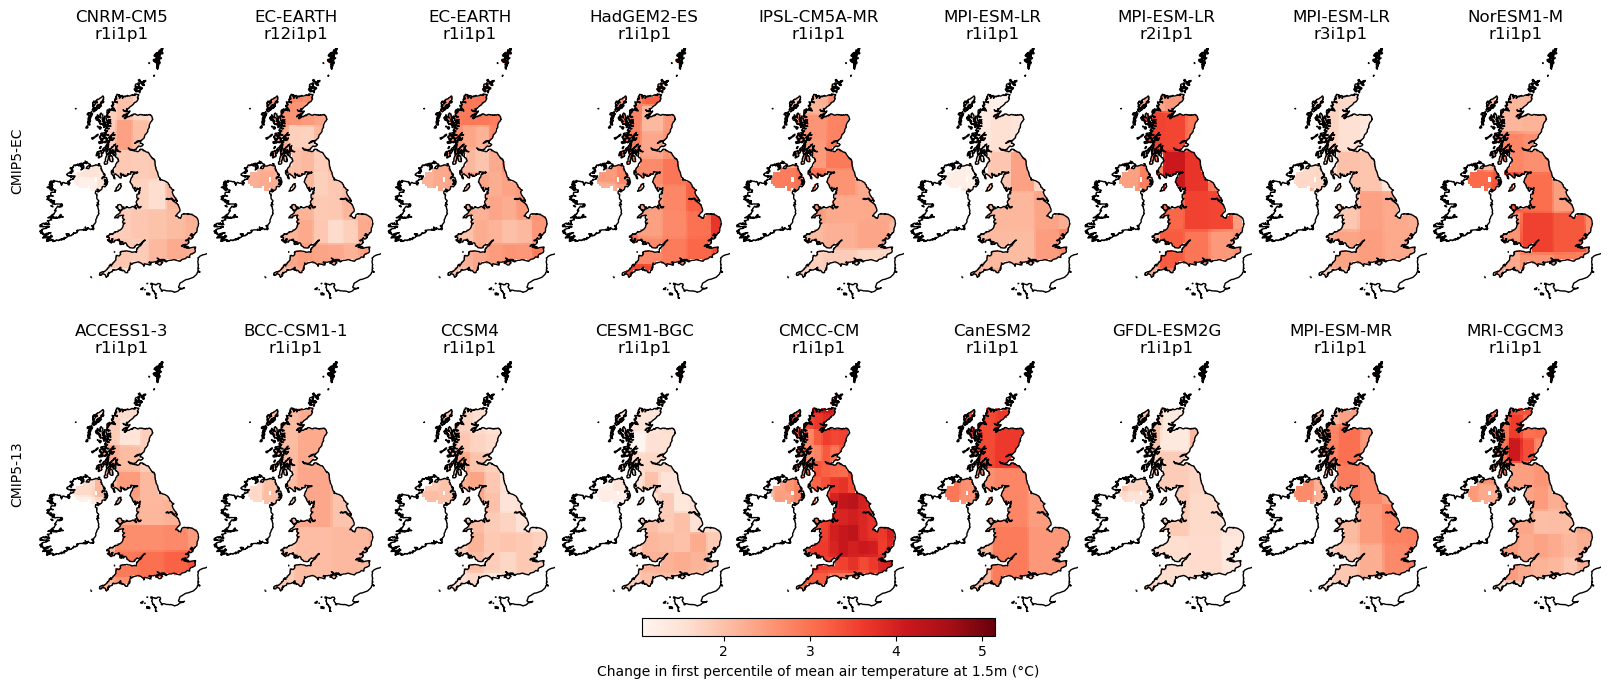 CNRM-CM5
r1i1p1
EC-EARTH
r12i1p1
EC-EARTH
r1i1p1
HadGEM2-ES
r1i1p1
IPSL-CM5A-MR
r1i1p1
MPI-ESM-LR
r1i1p1
MPI-ESM-LR
r2i1p1
MPI-ESM-LR
r3i1p1
NorESM1-M
r1i1p1
CMIP5-EC
ACCESS1-3
r1i1p1
BCC-CSM1-1
r1i1p1
CCSM4
r1i1p1
CESM1-BGC
r1i1p1
CMCC-CM
r1i1p1
CanESM2
r1i1p1
GFDL-ESM2G
r1i1p1
MPI-ESM-MR
r1i1p1
MRI-CGCM3
r1i1p1
CMIP5-13
2 3 4 5
Change in first percentile of mean air temperature at 1.5m (°C)